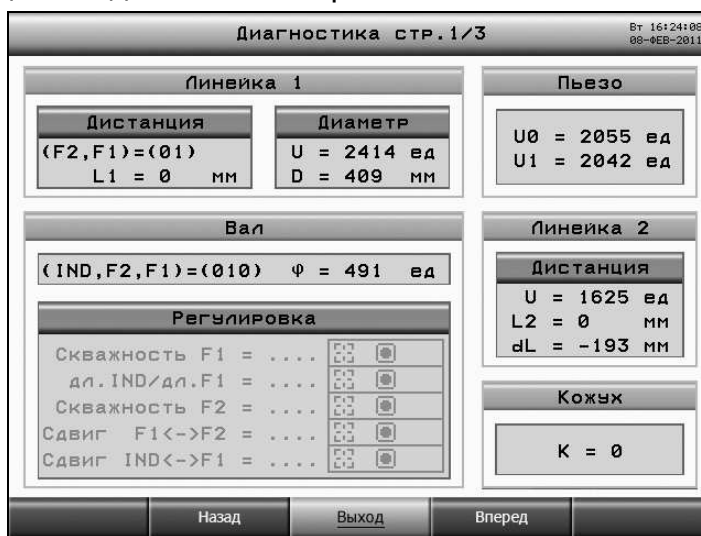 Диагностика стр.1/3
Вт 16:24:08
08-ФЕВ-2011
Линейка 1
Дистанция
(F2,F1)=(01)
L1 = 0 мм
Диаметр
U = 2414 ед
D = 409 мм
Пьезо
U0 = 2055 ед
U1 = 2042 ед
Вал
(IND,F2,F1)=(010) φ = 491 ед
Регулировка
Скважность F1 = ....
дл.IND/дл.F1 = ....
Скважность F2 = ....
Сдвиг F1<->F2 = ....
Сдвиг IND<->F1 = ....
Линейка 2
Дистанция
U = 1625 ед
L2 = 0 мм
dL = -193 мм
Кожух
K = 0
Назад
Выход
Вперед